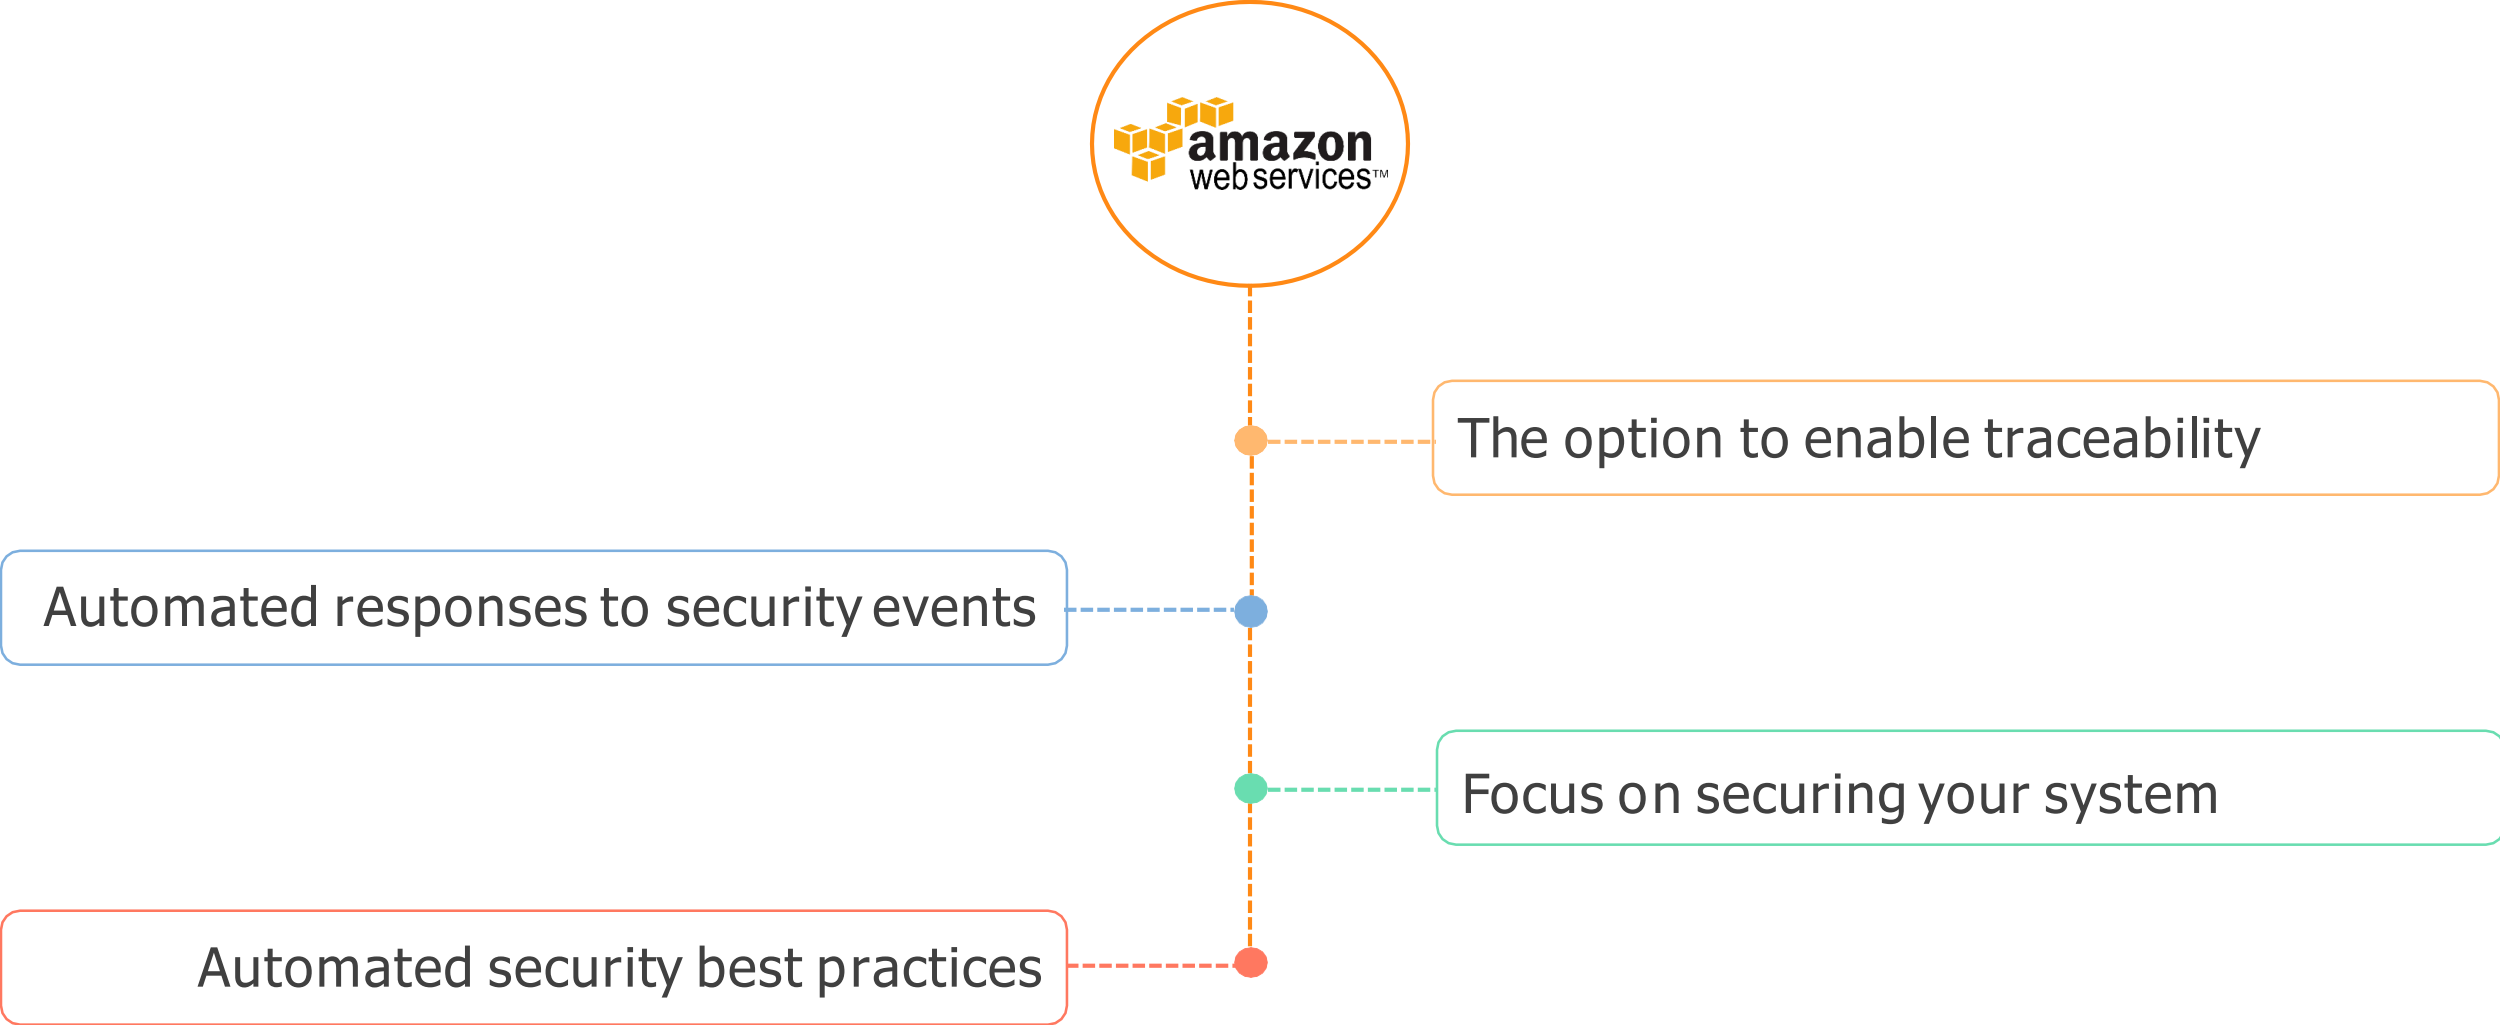 amazon
web services™
The option to enable traceability
Automated responses to security events
Focus on securing your system
Automated security best practices